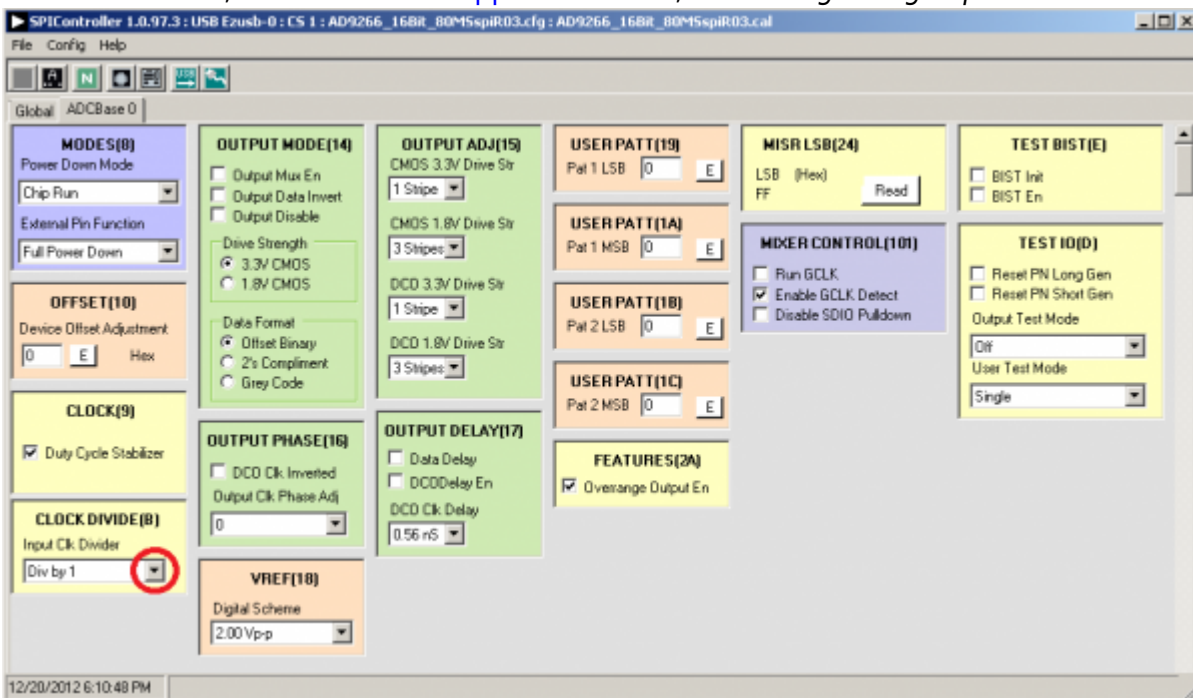 SPIController 1.0.97.3 : USB Ezusb-0 : CS 1 : AD9266_16Bit_80MSspiR03.cfg : AD9266_16Bit_80MSspiR03.cal
File Config Help
N
USB
Global ADCBase 0
MODES(8)
Power Down Mode
Chip Run
External Pin Function
Full Power Down
OFFSET(10)
Device Offset Adjustment
0 E Hex
CLOCK(9)
Duty Cycle Stabilizer
CLOCK DIVIDE(B)
Input Clk Divider
Div by 1
OUTPUT MODE(14)
Output Mux En
Output Data Invert
Output Disable
Drive Strength
3.3V CMOS
1.8V CMOS
Data Format
Offset Binary
2's Compliment
Grey Code
OUTPUT PHASE(16)
DCO Clk Inverted
Output Clk Phase Adj
0
VREF(18)
Digital Scheme
2.00 Vp-p
OUTPUT ADJ(15)
CMOS 3.3V Drive Str
1 Stripe
CMOS 1.8V Drive Str
3 Stripes
DCO 3.3V Drive Str
1 Stripe
DCO 1.8V Drive Str
3 Stripes
OUTPUT DELAY(17)
Data Delay
DCODelay En
DCO Clk Delay
0.56 nS
USER PATT(19)
Pat 1 LSB 0 E
USER PATT(1A)
Pat 1 MSB 0 E
USER PATT(1B)
Pat 2 LSB 0 E
USER PATT(1C)
Pat 2 MSB 0 E
FEATURES(2A)
Overrange Output En
MISR LSB(24)
LSB (Hex)
FF Read
MIXER CONTROL(101)
Run GCLK
Enable GCLK Detect
Disable SDIO Pulldown
TEST BIST(E)
BIST Init
BIST En
TEST IO(D)
Reset PN Long Gen
Reset PN Short Gen
Output Test Mode
Off
User Test Mode
Single
12/20/2012 6:10:48 PM